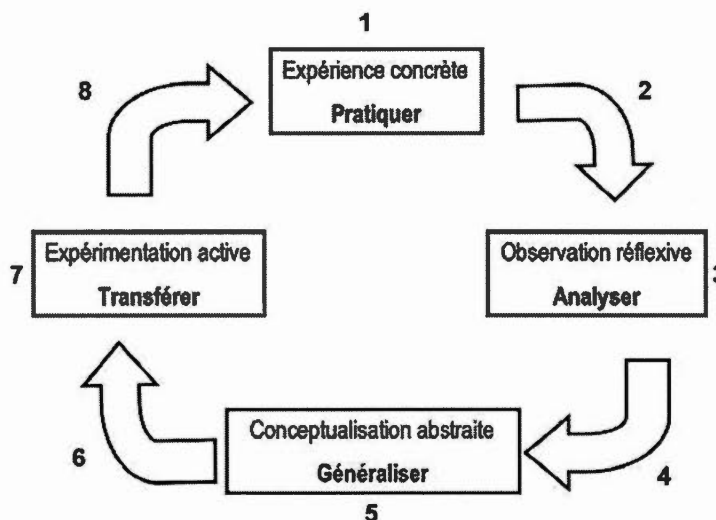 1
Expérience concrète
Pratiquer
8
2
Expérimentation active
Transférer
7
Observation réflexive
Analyser
3
6
Conceptualisation abstraite
Généraliser
4
5